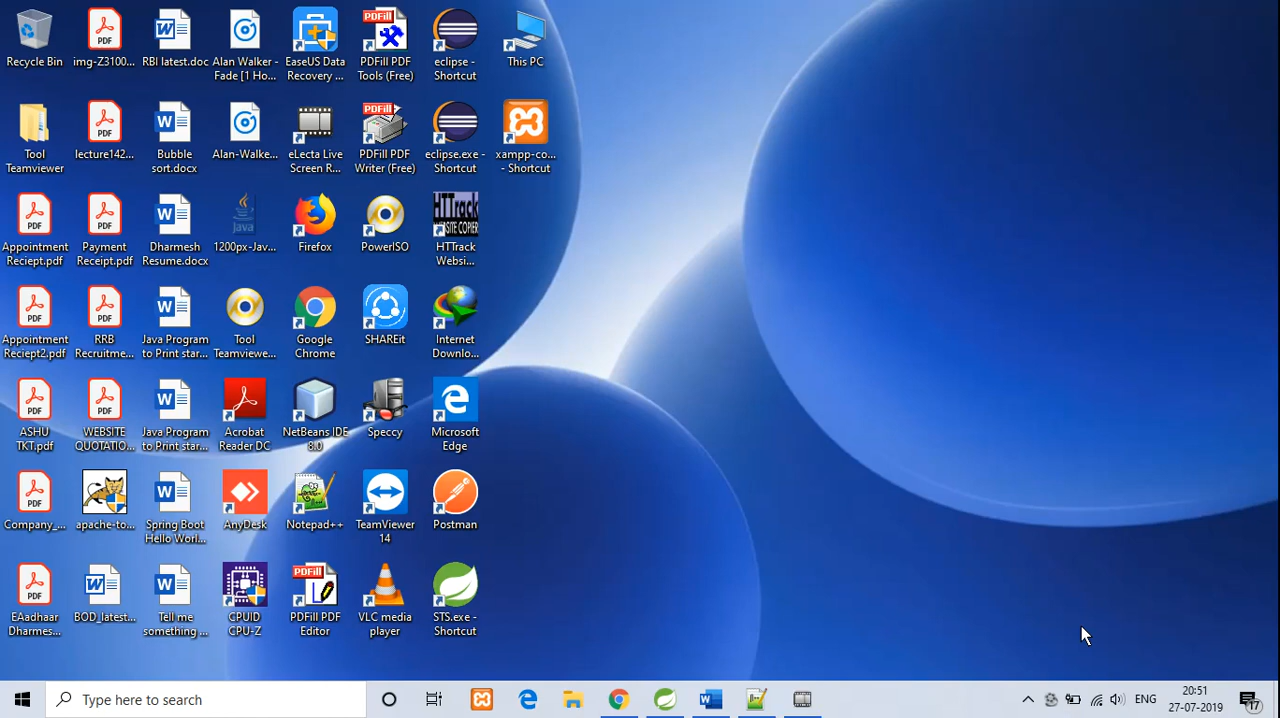 Recycle Bin
img-Z3100...
RBI latest.doc
Alan Walker -
Fade [1 Ho...
EaseUS Data
Recovery ...
PDFill PDF
Tools (Free)
eclipse -
Shortcut
This PC
Tool
Teamviewer
lecture142...
Bubble
sort.docx
Alan-Walke...
eLecta Live
Screen R...
PDFill PDF
Writer (Free)
eclipse.exe -
Shortcut
xampp-co...
- Shortcut
Appointment
Reciept.pdf
Payment
Receipt.pdf
Dharmesh
Resume.docx
1200px-Jav...
Firefox
PowerISO
HTTrack
Websi...
Appointment
Reciept2.pdf
RRB
Recruitme...
Java Program
to Print star...
Tool
Teamviewe...
Google
Chrome
SHAREit
Internet
Downlo...
ASHU
TKT.pdf
WEBSITE
QUOTATIO...
Java Program
to Print star...
Acrobat
Reader DC
NetBeans IDE
8.0
Speccy
Microsoft
Edge
Company_...
apache-to...
Spring Boot
Hello Worl...
AnyDesk
Notepad++
TeamViewer
14
Postman
EAadhaar
Dharmes...
BOD_latest...
Tell me
something ...
CPUID
CPU-Z
PDFill PDF
Editor
VLC media
player
STS.exe -
Shortcut
Type here to search
ENG
20:51
27-07-2019
17